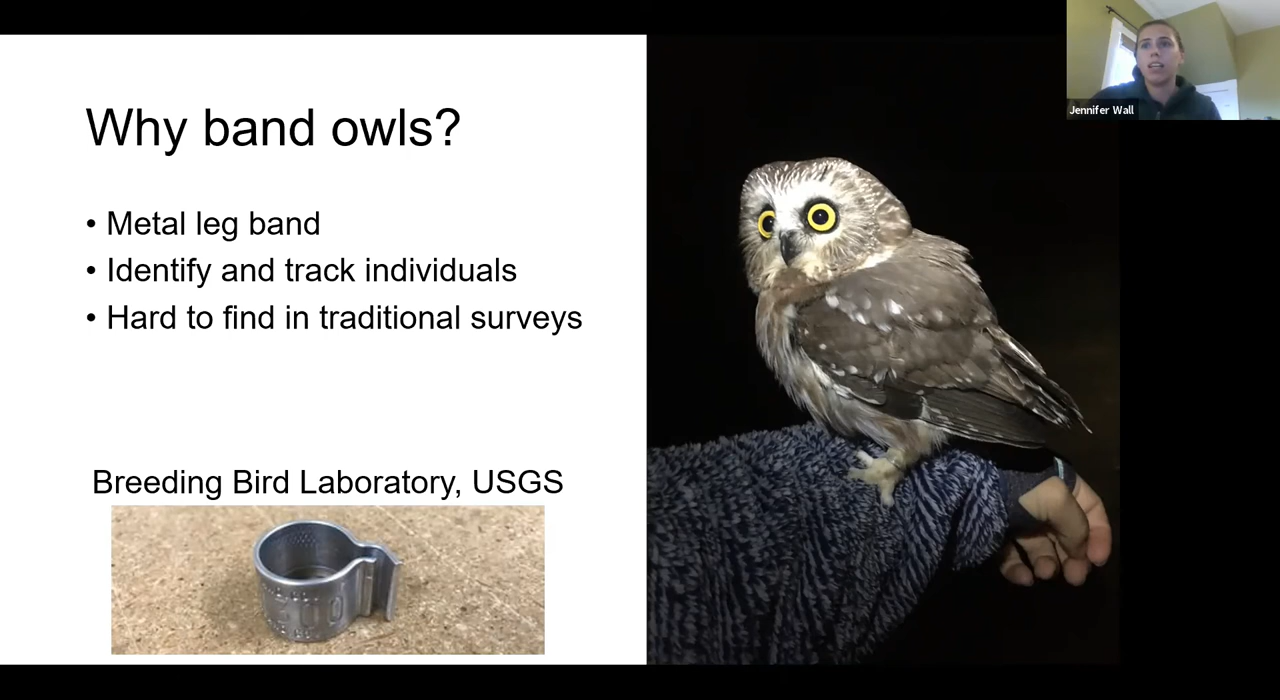 Jennifer Wall
Why band owls?
• Metal leg band
• Identify and track individuals
• Hard to find in traditional surveys
Breeding Bird Laboratory, USGS